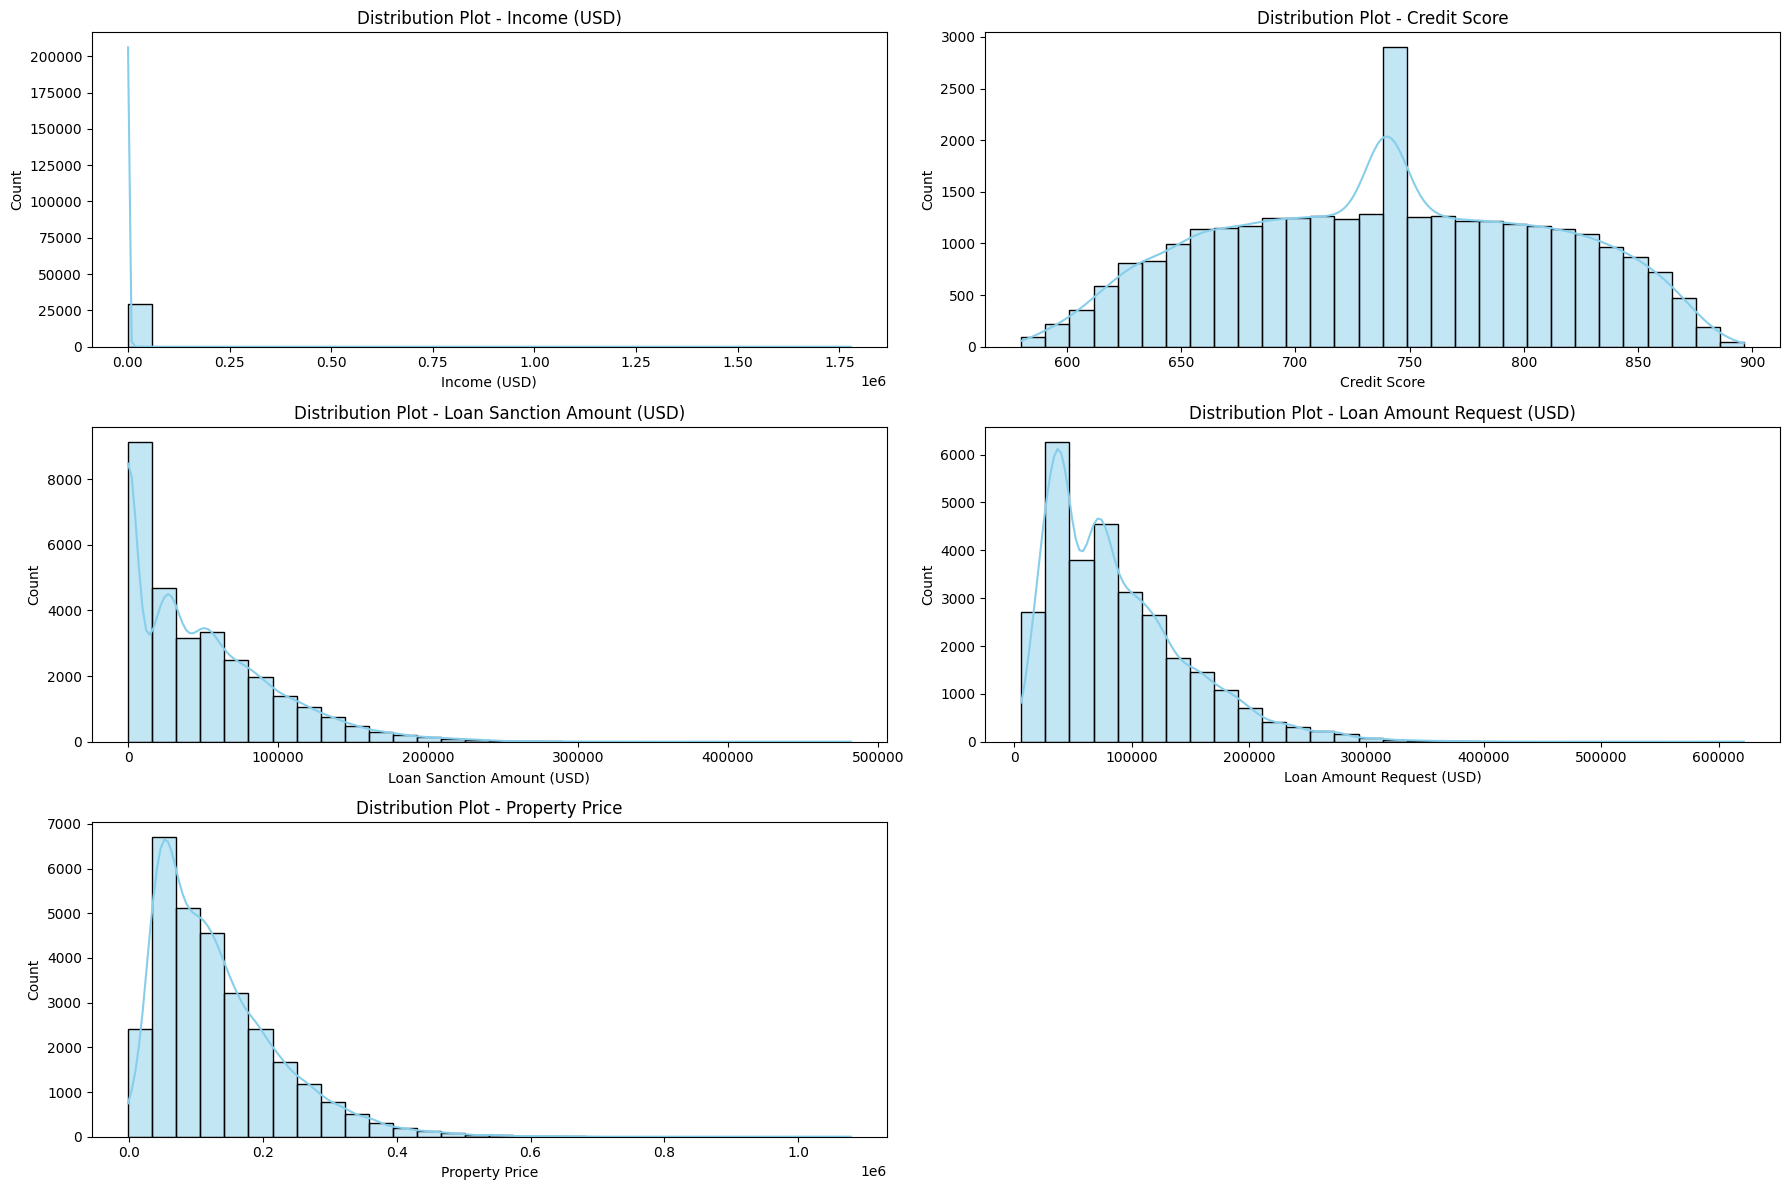 Distribution Plot - Income (USD)
Count
200000
175000
150000
125000
100000
75000
50000
25000
0
0.00 0.25 0.50 0.75 1.00 1.25 1.50 1.75
1e6
Income (USD)
Distribution Plot - Credit Score
Count
3000
2500
2000
1500
1000
500
0
600 650 700 750 800 850 900
Credit Score
Distribution Plot - Loan Sanction Amount (USD)
Count
8000
6000
4000
2000
0
0 100000 200000 300000 400000 500000
Loan Sanction Amount (USD)
Distribution Plot - Loan Amount Request (USD)
Count
6000
5000
4000
3000
2000
1000
0
0 100000 200000 300000 400000 500000 600000
Loan Amount Request (USD)
Distribution Plot - Property Price
Count
7000
6000
5000
4000
3000
2000
1000
0
0.0 0.2 0.4 0.6 0.8 1.0
1e6
Property Price